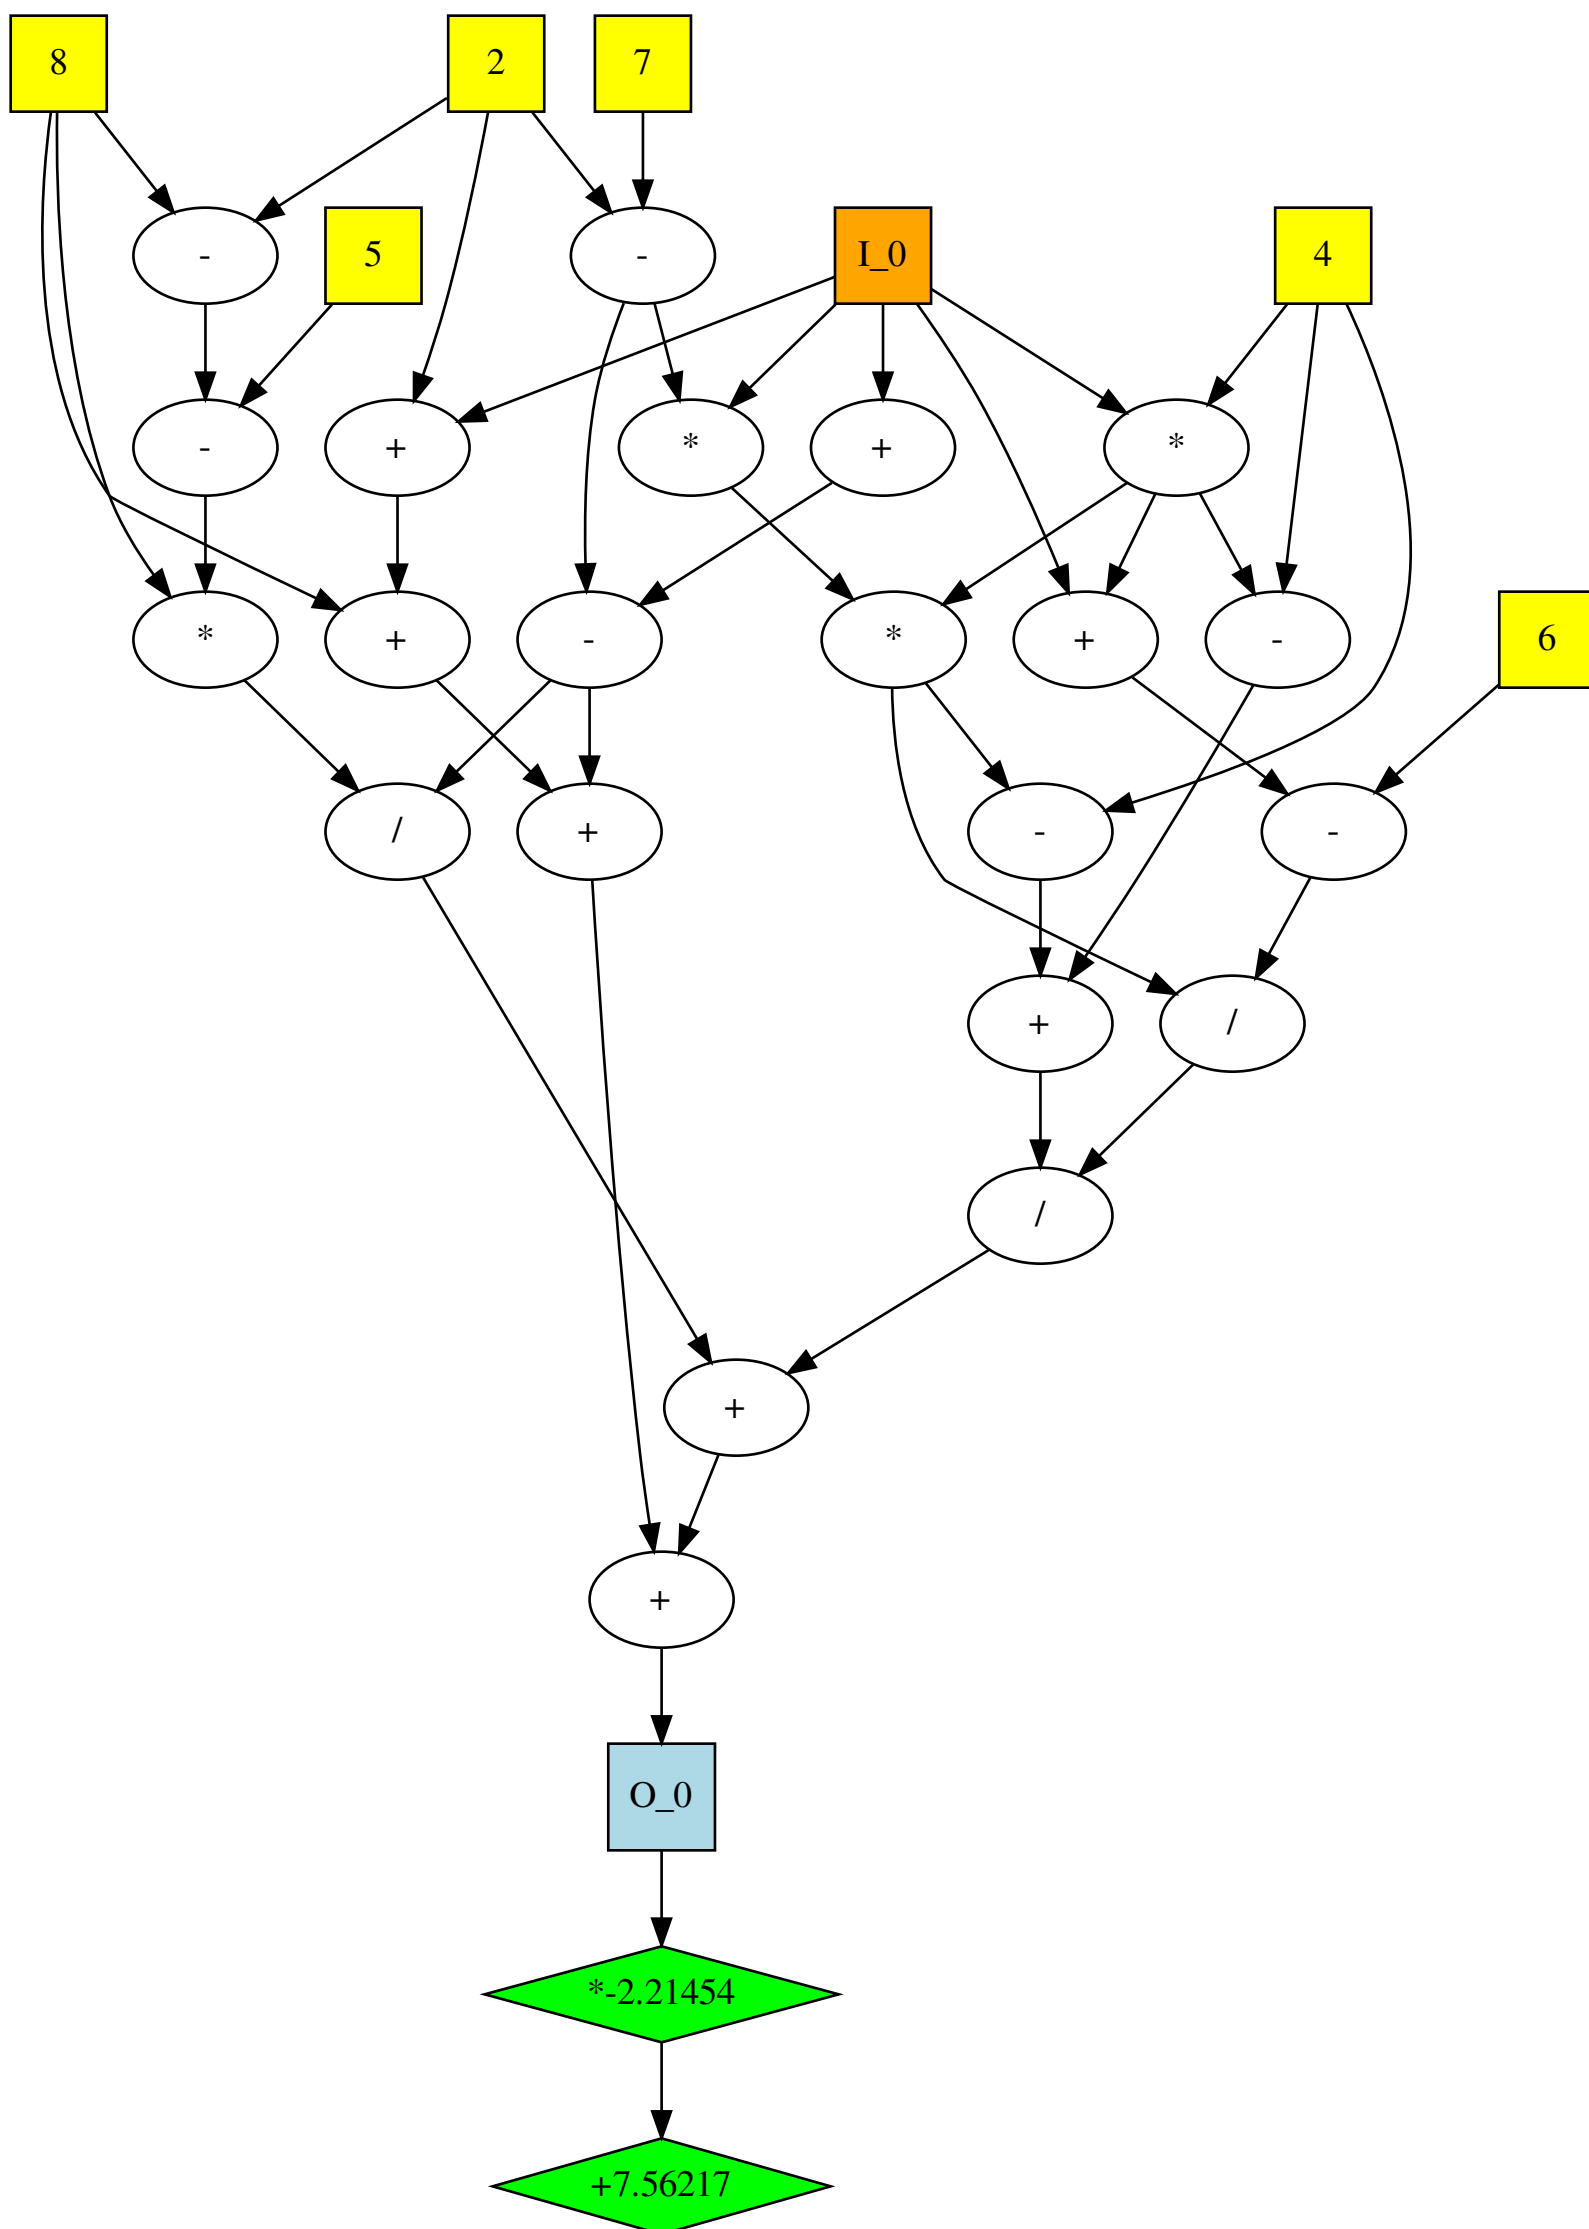 8 2 7
- 5 - I_0 4
- + * + *
* + - * + - 6
/ + - -
+ /
/
+
+
O_0
*-2.21454
+7.56217